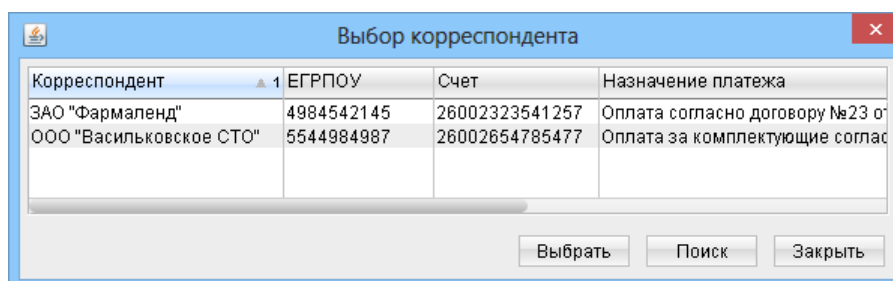 Выбор корреспондента
Корреспондент 1 ЕГРПОУ Счет Назначение платежа
ЗАО "Фармаленд" 4984542145 26002323541257 Оплата согласно договору №23 от
ООО "Васильковское СТО" 5544984987 26002654785477 Оплата за комплектующие соглас
Выбрать Поиск Закрыть